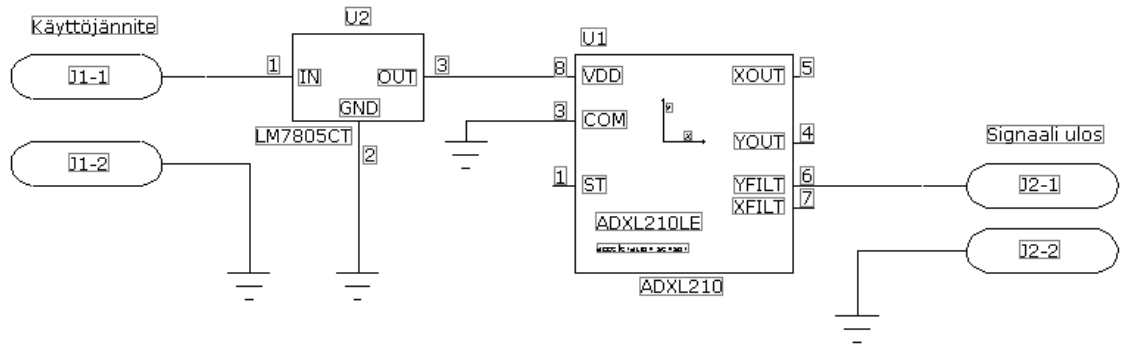 Käyttöjännite
J1-1
J1-2
U2
1
IN
OUT
3
GND
LM7805CT
2
U1
8
VDD
3
COM
1
ST
XOUT
5
YOUT
4
YFILT
6
XFILT
7
ADXL210LE
ADXL210
Signaali ulos
J2-1
J2-2